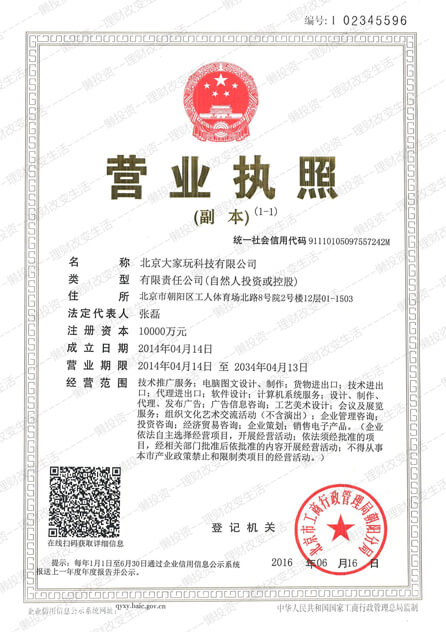 编号:1 02345596
营业执照
(副 本)(1-1)
统一社会信用代码 91110105097557242M
名 称 北京大家玩科技有限公司
类 型 有限责任公司(自然人投资或控股)
住 所 北京市朝阳区工人体育场北路8号院2号楼12层01-1503
法定代表人 张磊
注册资本 10000万元
成立日期 2014年04月14日
营业期限 2014年04月14日 至 2034年04月13日
经营范围 技术推广服务;电脑图文设计、制作;货物进出口;技术进出
口;代理进出口;软件设计;计算机系统服务;设计、制作、
代理、发布广告;广告信息咨询;工艺美术设计;会议及展览
服务;组织文化艺术交流活动(不含演出);企业管理咨询;
投资咨询;经济贸易咨询;企业策划;销售电子产品。(企业
依法自主选择经营项目,开展经营活动;依法须经批准的项
目,经相关部门批准后依批准的内容开展经营活动;不得从事
本市产业政策禁止和限制类项目的经营活动。)
在线扫码获取详细信息
登记机关
北京市工商行政管理局朝阳分局
2016 年06 月16 日
提示:每年1月1日至6月30日通过企业信用信息公示系统
报送上一年度年度报告并公示。
企业信用信息公示系统网址: qyxy.baic.gov.cn
中华人民共和国国家工商行政管理总局监制
懒投资—理财改变生活